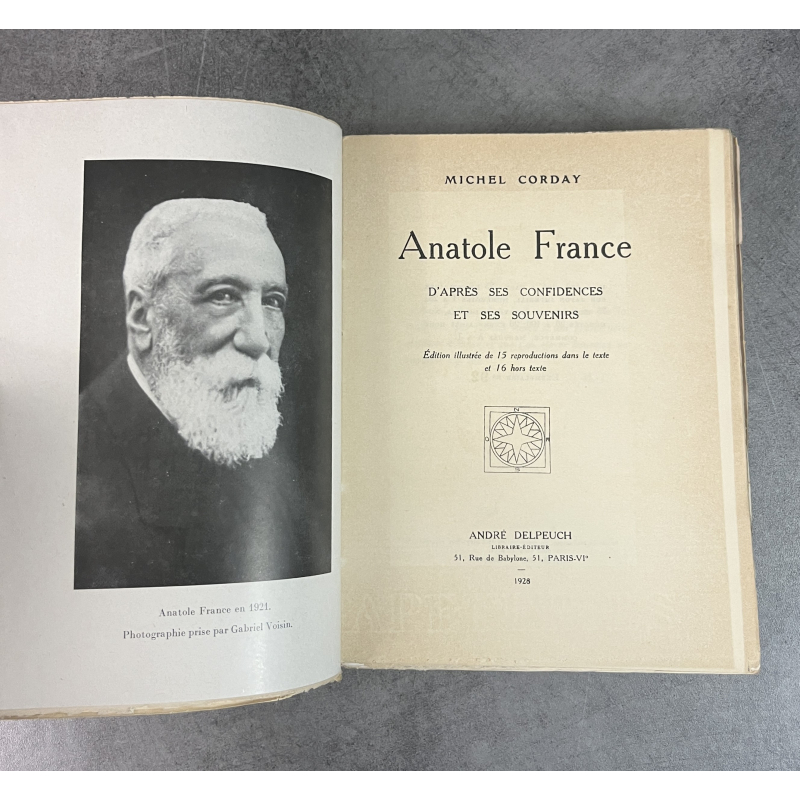 Anatole France en 1921.
Photographie prise par Gabriel Voisin.
MICHEL CORDAY
Anatole France
D'APRÈS SES CONFIDENCES
ET SES SOUVENIRS
Édition illustrée de 15 reproductions dans le texte
et 16 hors texte
N
O E
S
ANDRÉ DELPEUCH
LIBRAIRE-ÉDITEUR
51, Rue de Babylone, 51, PARIS-VIᵉ
1928